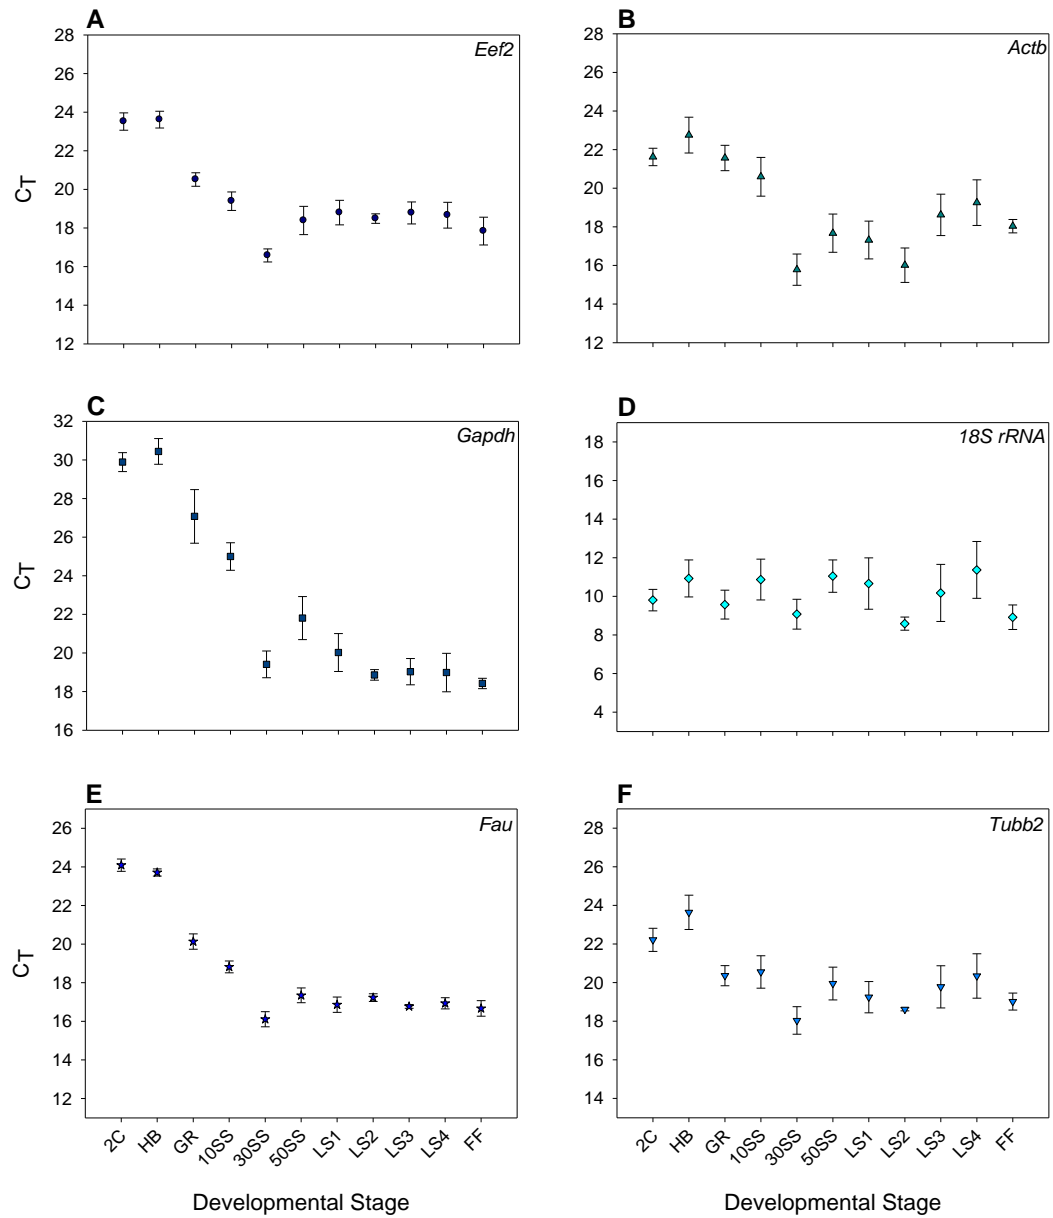 A
Eef2
28
26
24
22
20
18
16
14
12
CT
B
Actb
28
26
24
22
20
18
16
14
12
C
Gapdh
32
30
28
26
24
22
20
18
16
CT
D
18S rRNA
18
16
14
12
10
8
6
4
E
Fau
26
24
22
20
18
16
14
12
CT
2C HB GR 10SS 30SS 50SS LS1 LS2 LS3 LS4 FF
Developmental Stage
F
Tubb2
28
26
24
22
20
18
16
14
2C HB GR 10SS 30SS 50SS LS1 LS2 LS3 LS4 FF
Developmental Stage